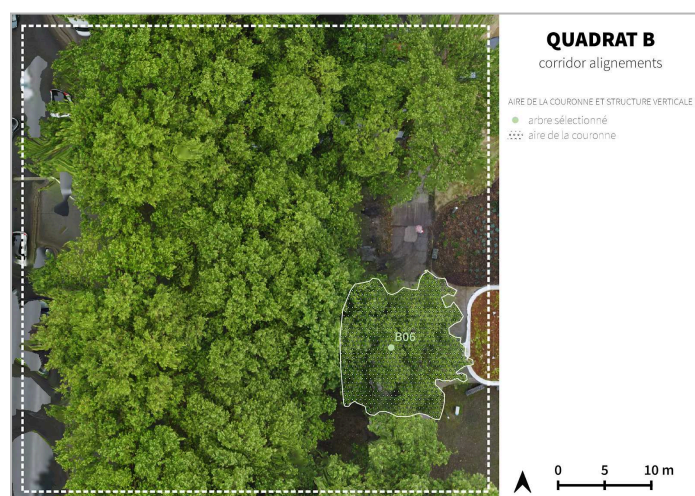 QUADRAT B
corridor alignements
AIRE DE LA COURONNE ET STRUCTURE VERTICALE
arbre sélectionné
aire de la couronne
B06
0 5 10 m